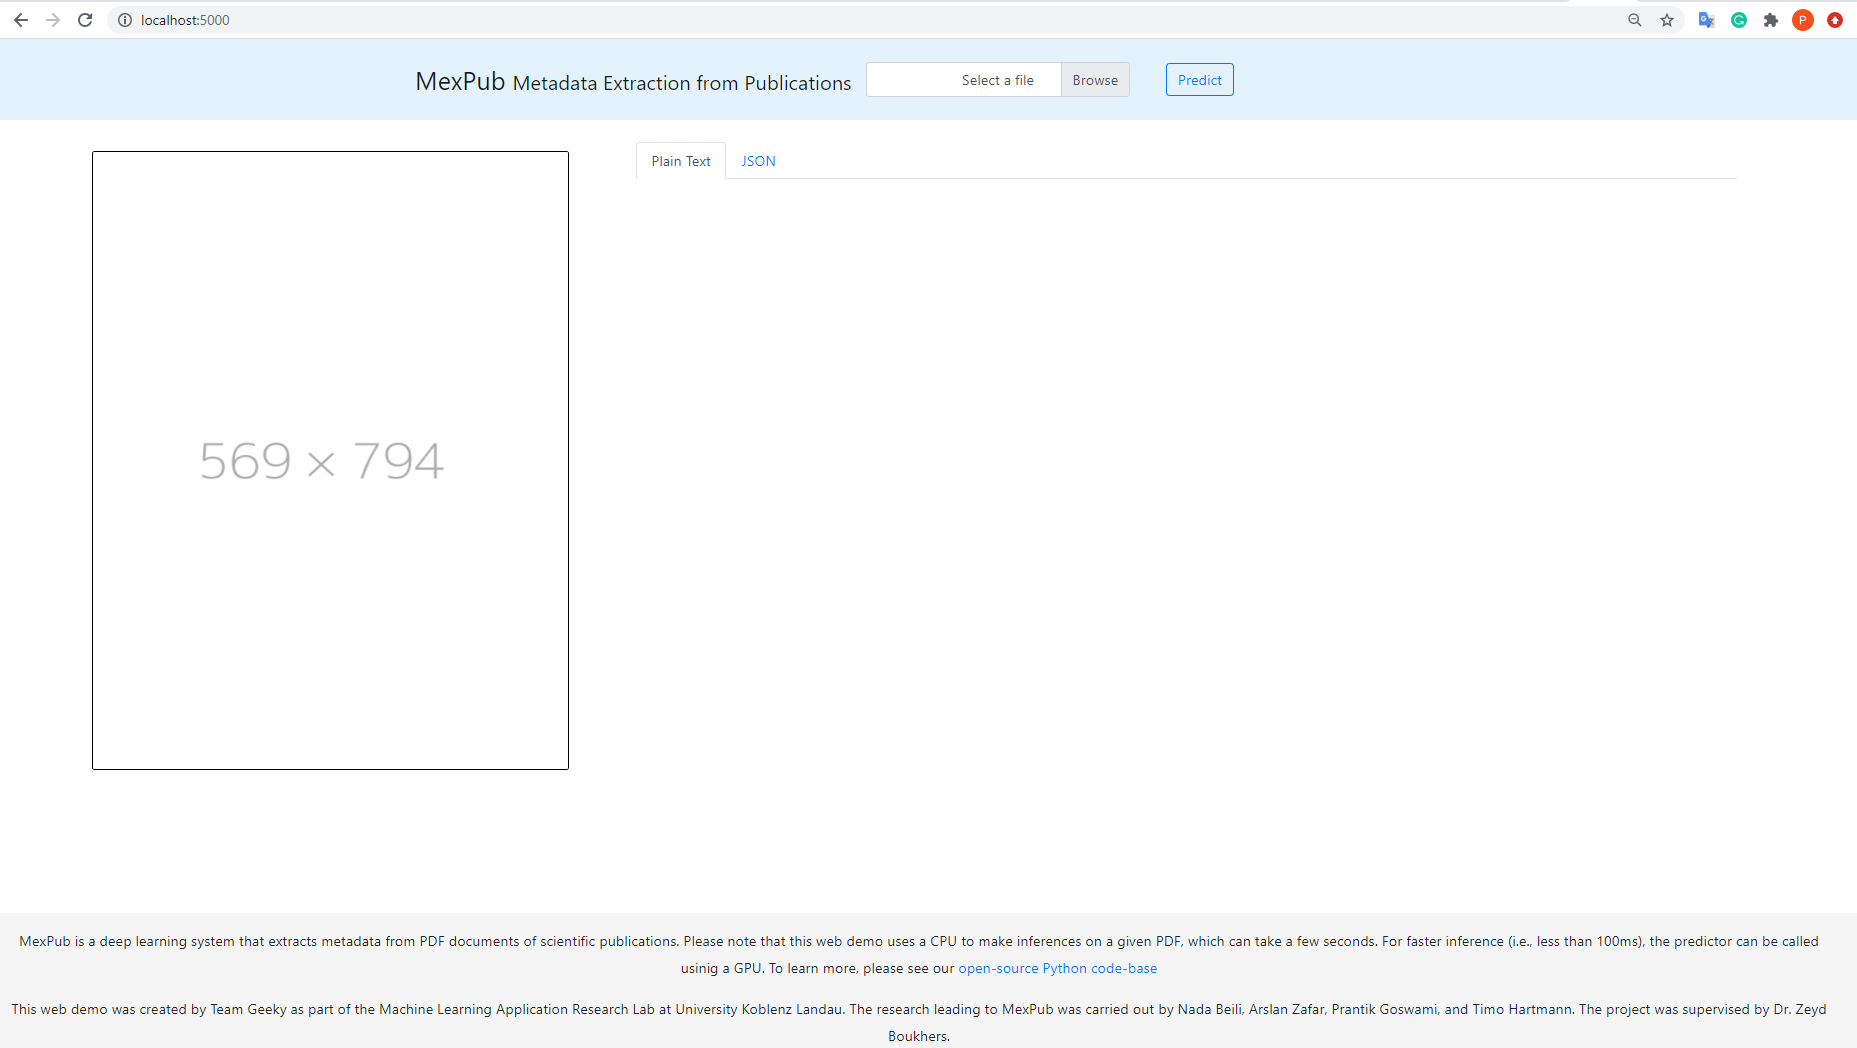 localhost:5000
P
MexPub Metadata Extraction from Publications Select a file Browse Predict
Plain Text JSON
569 × 794
MexPub is a deep learning system that extracts metadata from PDF documents of scientific publications. Please note that this web demo uses a CPU to make inferences on a given PDF, which can take a few seconds. For faster inference (i.e., less than 100ms), the predictor can be called
usinig a GPU. To learn more, please see our open-source Python code-base
This web demo was created by Team Geeky as part of the Machine Learning Application Research Lab at University Koblenz Landau. The research leading to MexPub was carried out by Nada Beili, Arslan Zafar, Prantik Goswami, and Timo Hartmann. The project was supervised by Dr. Zeyd
Boukhers.